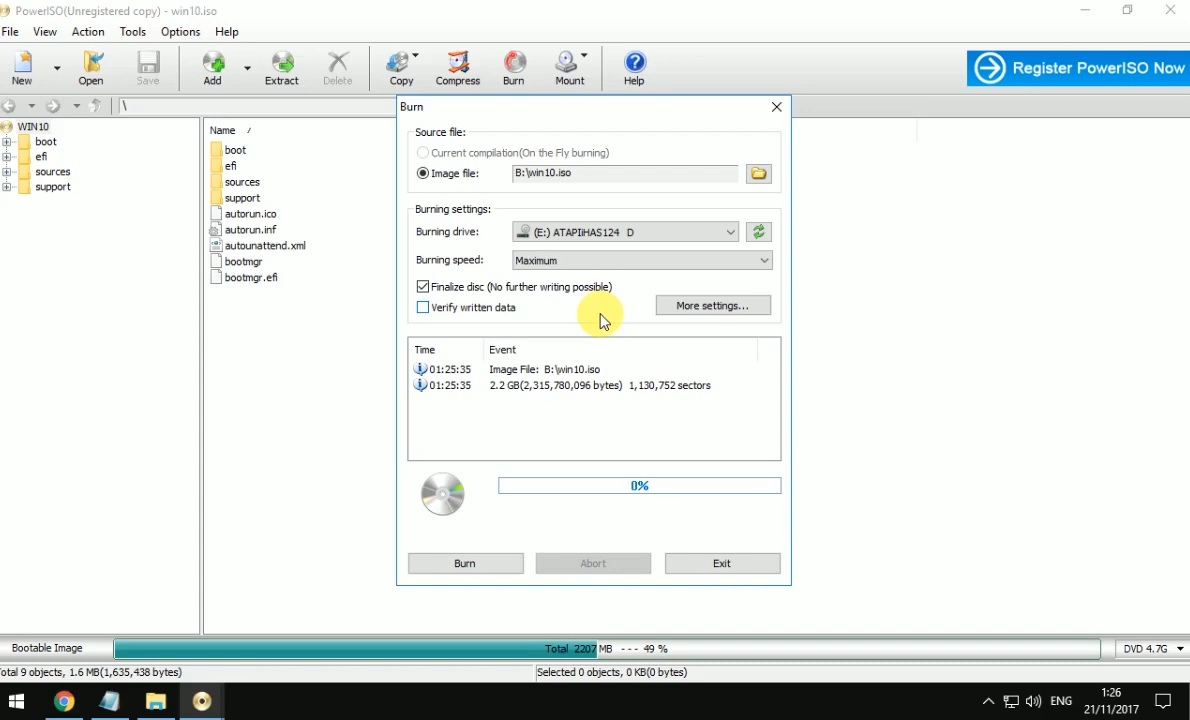 PowerISO(Unregistered copy) - win10.iso
File View Action Tools Options Help
New Open Save Add Extract Delete Copy Compress Burn Mount Help
Register PowerISO Now
\
WIN10
boot
efi
sources
support
Name /
boot
efi
sources
support
autorun.ico
autorun.inf
autounattend.xml
bootmgr
bootmgr.efi
Burn
Source file:
Current compilation(On the Fly burning)
Image file: B:\win10.iso
Burning settings:
Burning drive: (E:) ATAPIiHAS124 D
Burning speed: Maximum
Finalize disc (No further writing possible)
Verify written data More settings...
Time Event
01:25:35 Image File: B:\win10.iso
01:25:35 2.2 GB(2,315,780,096 bytes) 1,130,752 sectors
0%
Burn Abort Exit
Bootable Image Total 2207 MB --- 49 % DVD 4.7G
otal 9 objects, 1.6 MB(1,635,438 bytes) Selected 0 objects, 0 KB(0 bytes)
ENG
1:26
21/11/2017